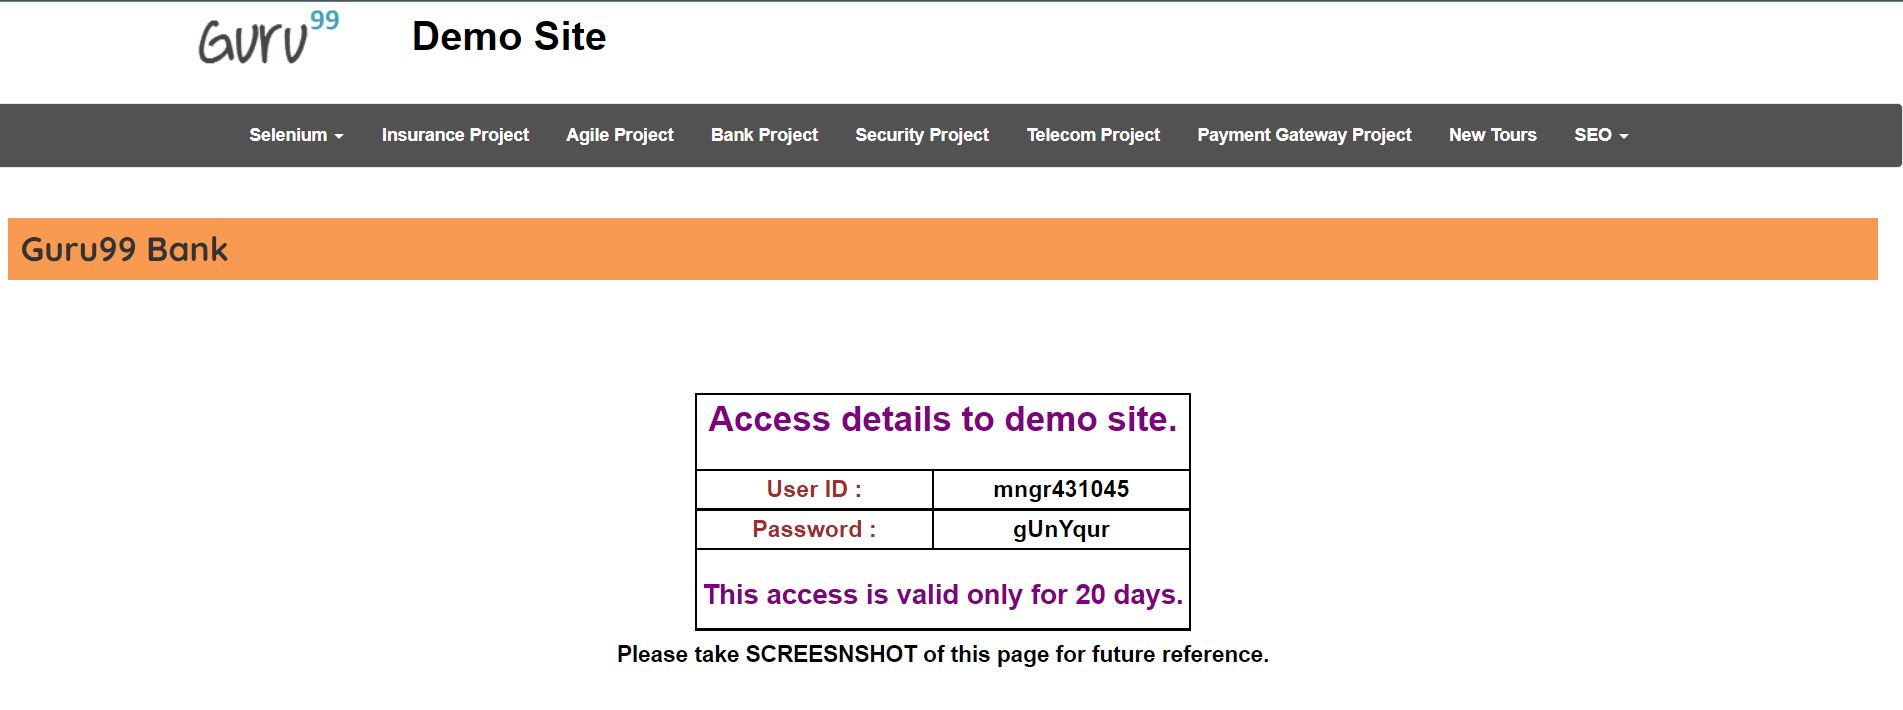 Guru99 Demo Site
Selenium Insurance Project Agile Project Bank Project Security Project Telecom Project Payment Gateway Project New Tours SEO
Guru99 Bank
Access details to demo site.
User ID : mngr431045
Password : gUnYqur
This access is valid only for 20 days.
Please take SCREESNSHOT of this page for future reference.